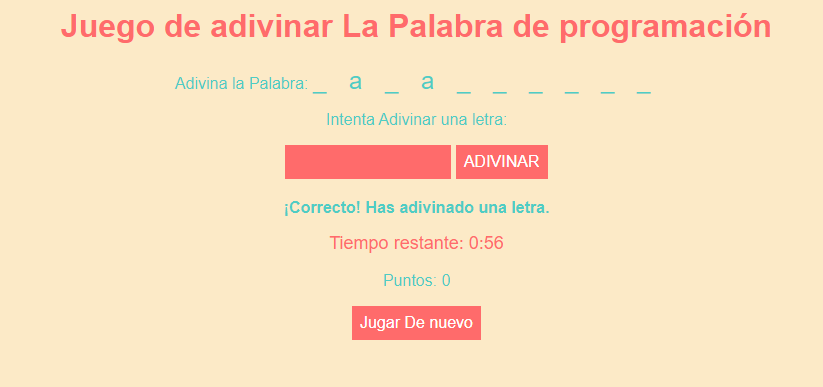 Juego de adivinar La Palabra de programación
Adivina la Palabra: _ a _ a _ _ _ _ _ _
Intenta Adivinar una letra:
ADIVINAR
¡Correcto! Has adivinado una letra.
Tiempo restante: 0:56
Puntos: 0
Jugar De nuevo